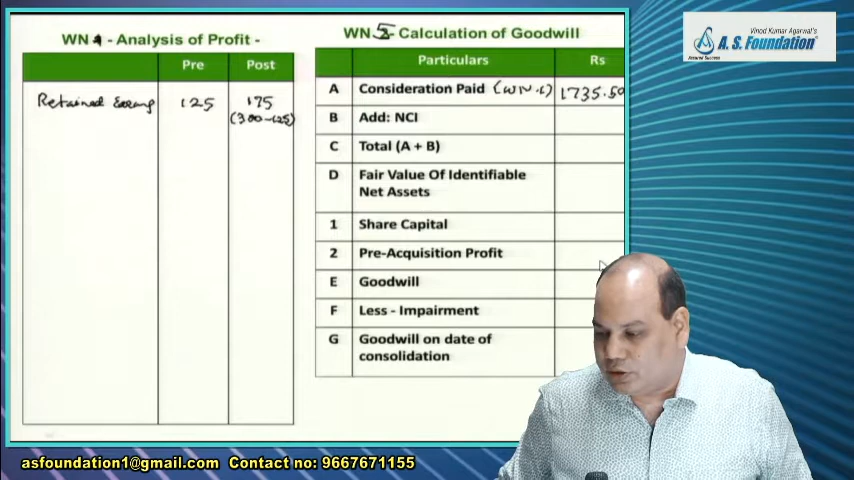 WN 4 - Analysis of Profit -
Pre Post
Retained Earning 125 175
(300-125)
WN 5 - Calculation of Goodwill
Particulars Rs
A Consideration Paid (WN.1) 1735.50
B Add: NCI
C Total (A + B)
D Fair Value Of Identifiable
Net Assets
1 Share Capital
2 Pre-Acquisition Profit
E Goodwill
F Less - Impairment
G Goodwill on date of
consolidation
Vinod Kumar Agarwal's
A. S. Foundation
Assured Success
asfoundation1@gmail.com Contact no: 9667671155